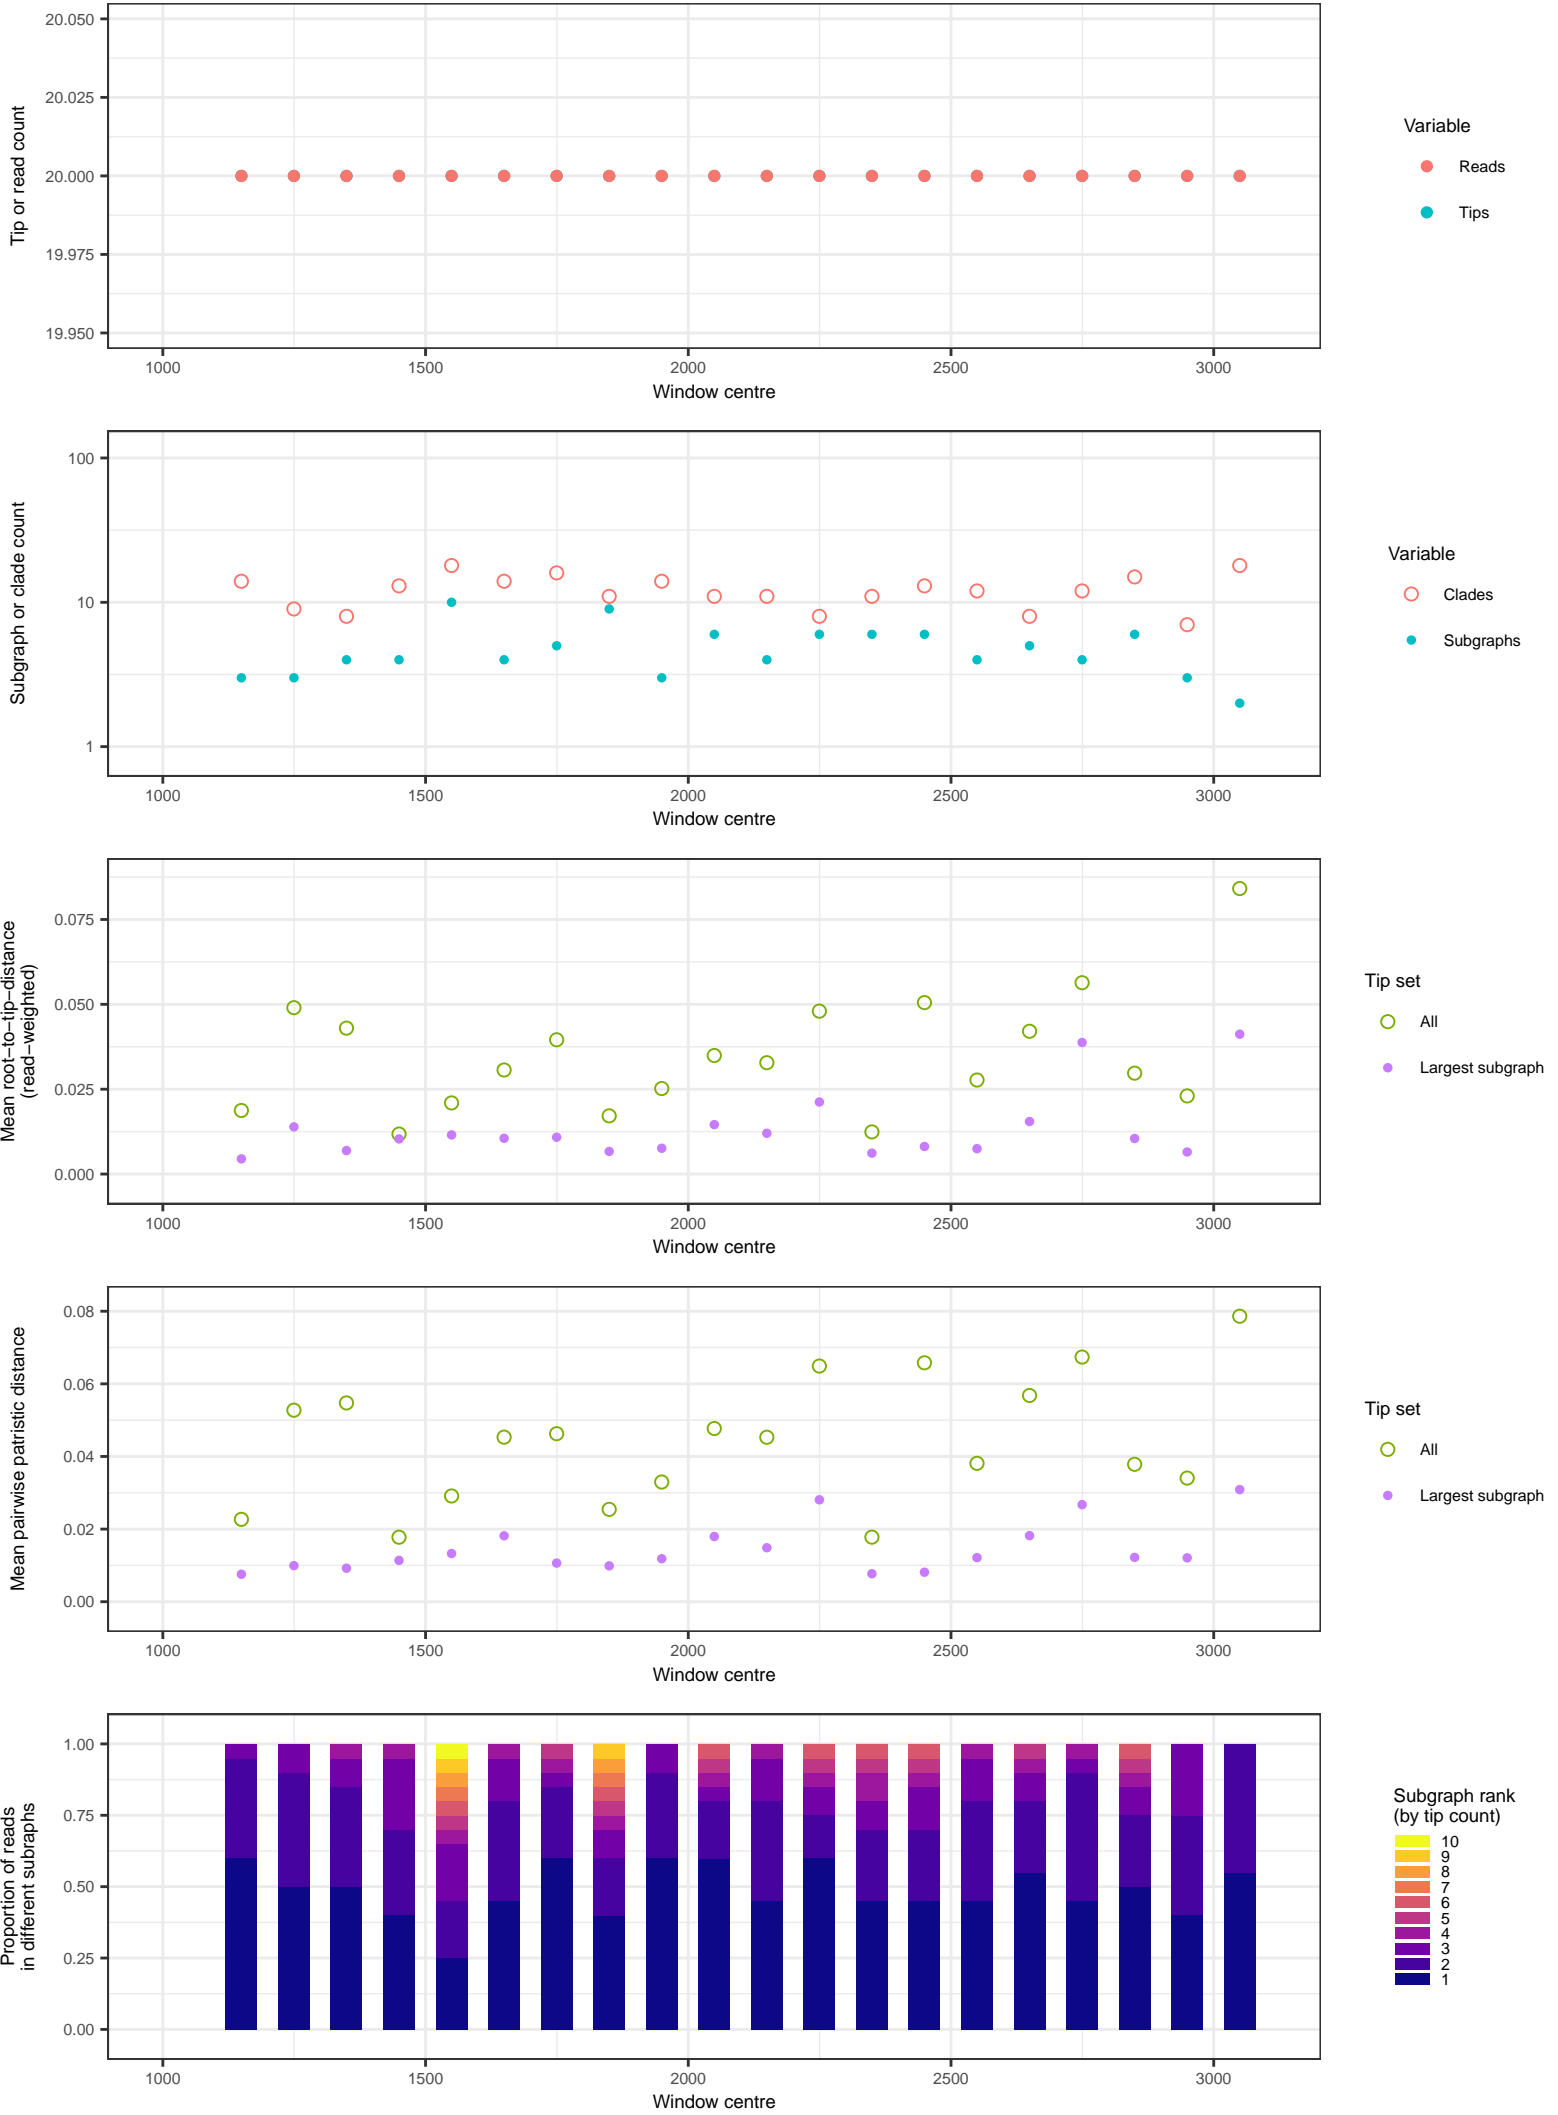 Tip or read count
20.050
20.025
20.000
19.975
19.950
1000 1500 2000 2500 3000
Window centre
Variable
Reads
Tips
Subgraph or clade count
100
10
1
1000 1500 2000 2500 3000
Window centre
Variable
Clades
Subgraphs
Mean root−to−tip−distance
(read−weighted)
0.075
0.050
0.025
0.000
1000 1500 2000 2500 3000
Window centre
Tip set
All
Largest subgraph
Mean pairwise patristic distance
0.08
0.06
0.04
0.02
0.00
1000 1500 2000 2500 3000
Window centre
Tip set
All
Largest subgraph
Proportion of reads
in different subraphs
1.00
0.75
0.50
0.25
0.00
1000 1500 2000 2500 3000
Window centre
Subgraph rank
(by tip count)
10
9
8
7
6
5
4
3
2
1